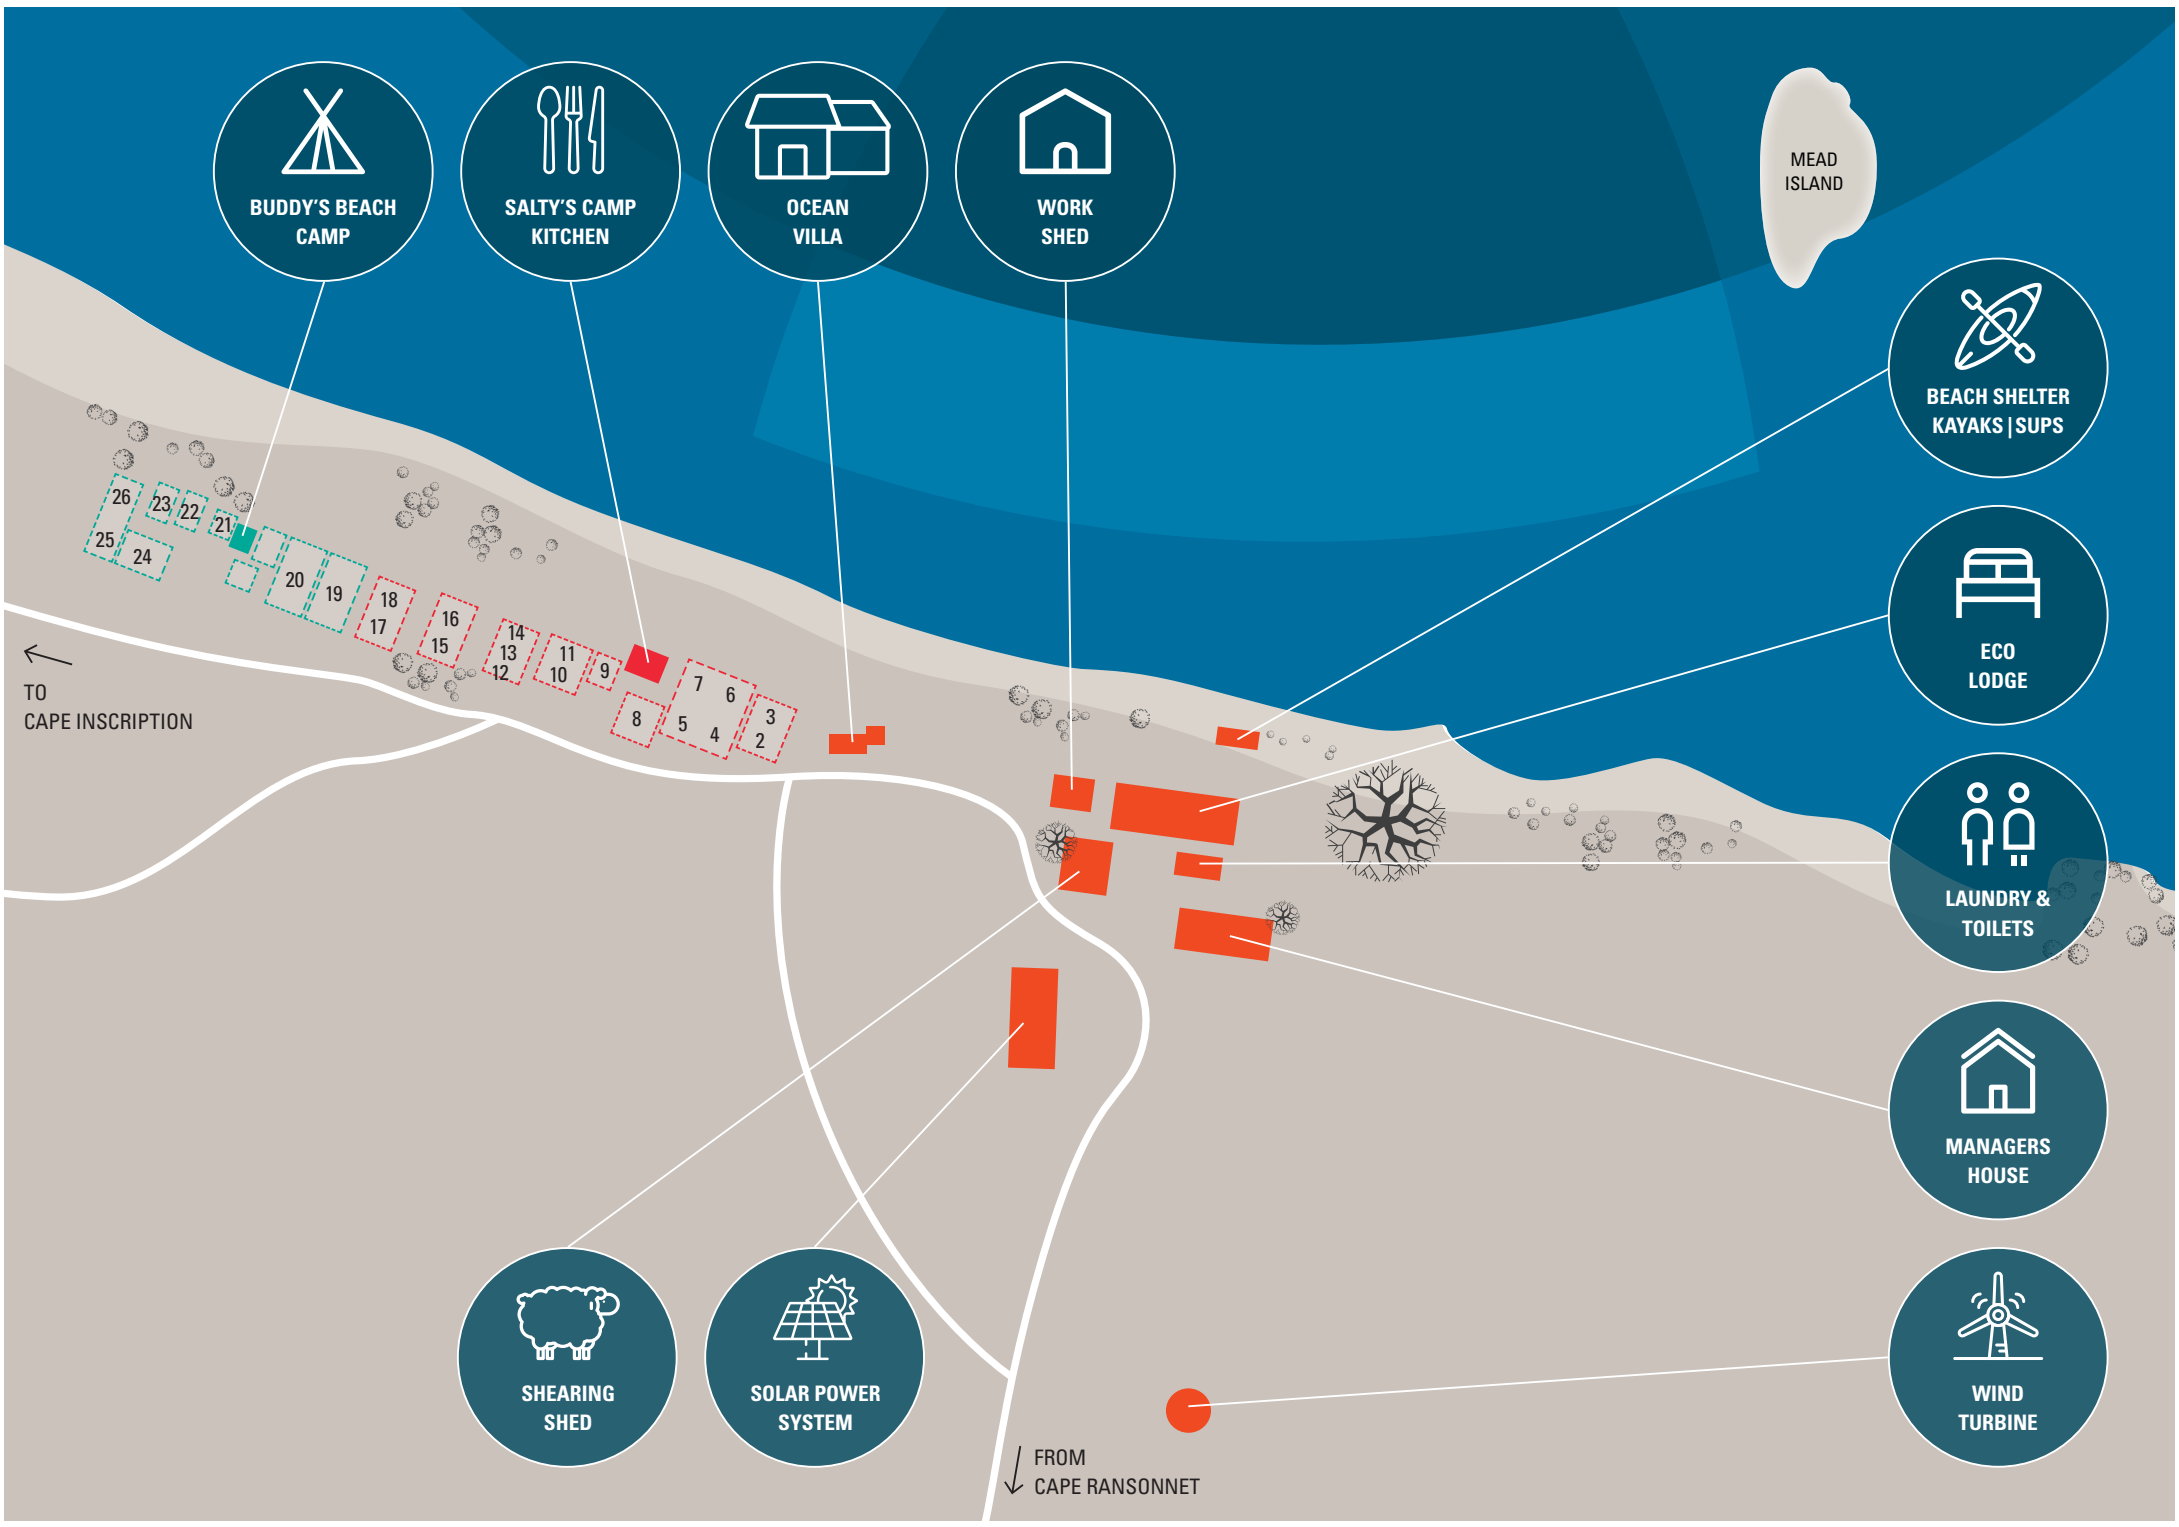 BUDDY'S BEACH
CAMP
SALTY'S CAMP
KITCHEN
OCEAN
VILLA
WORK
SHED
MEAD
ISLAND
BEACH SHELTER
KAYAKS|SUPS
ECO
LODGE
LAUNDRY &
TOILETS
MANAGERS
HOUSE
WIND
TURBINE
26
25
24
23
22
21
20
19
18
17
16
15
14
13
12
11
10
9
8
7
6
5
4
3
2
TO
CAPE INSCRIPTION
SHEARING
SHED
SOLAR POWER
SYSTEM
FROM
CAPE RANSONNET